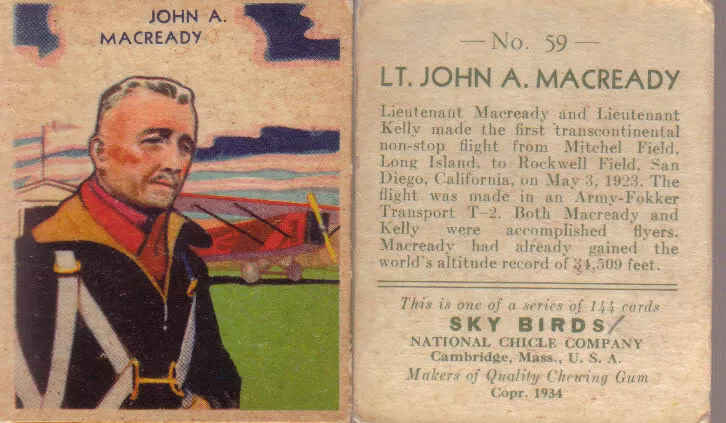 JOHN A.
MACREADY
— No. 59 —
LT. JOHN A. MACREADY
Lieutenant Macready and Lieutenant
Kelly made the first transcontinental
non-stop flight from Mitchel Field,
Long Island, to Rockwell Field, San
Diego, California, on May 3, 1923. The
flight was made in an Army-Fokker
Transport T-2. Both Macready and
Kelly were accomplished flyers.
Macready had already gained the
world's altitude record of 34,509 feet.
This is one of a series of 144 cards
SKY BIRDS
NATIONAL CHICLE COMPANY
Cambridge, Mass., U. S. A.
Makers of Quality Chewing Gum
Copr. 1934